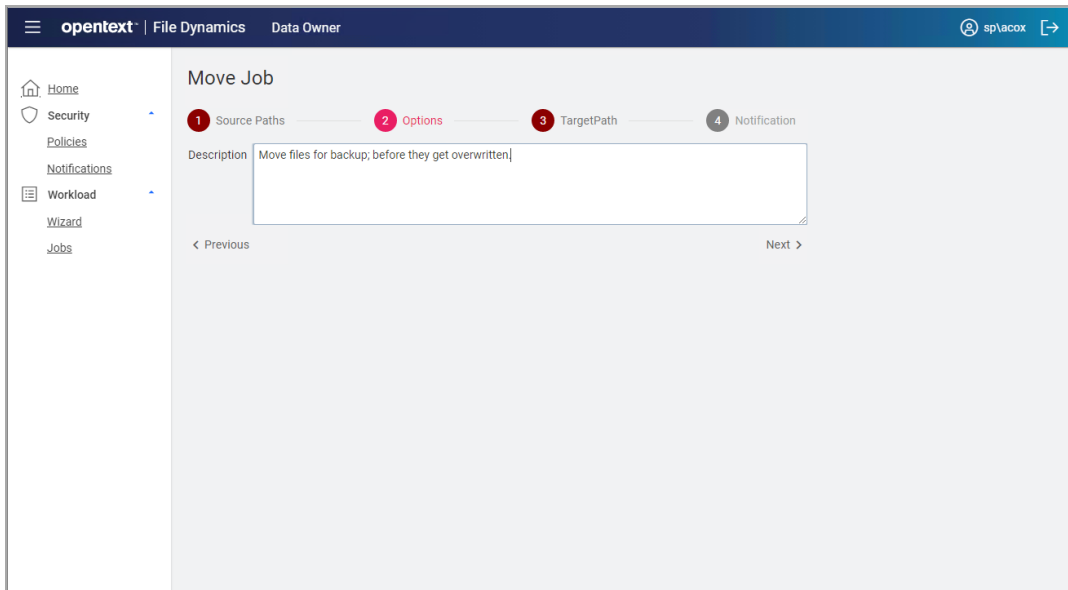 opentext™ | File Dynamics Data Owner sp\acox
Home
Security
Policies
Notifications
Workload
Wizard
Jobs
Move Job
1 Source Paths 2 Options 3 TargetPath 4 Notification
Description Move files for backup; before they get overwritten.
< Previous Next >